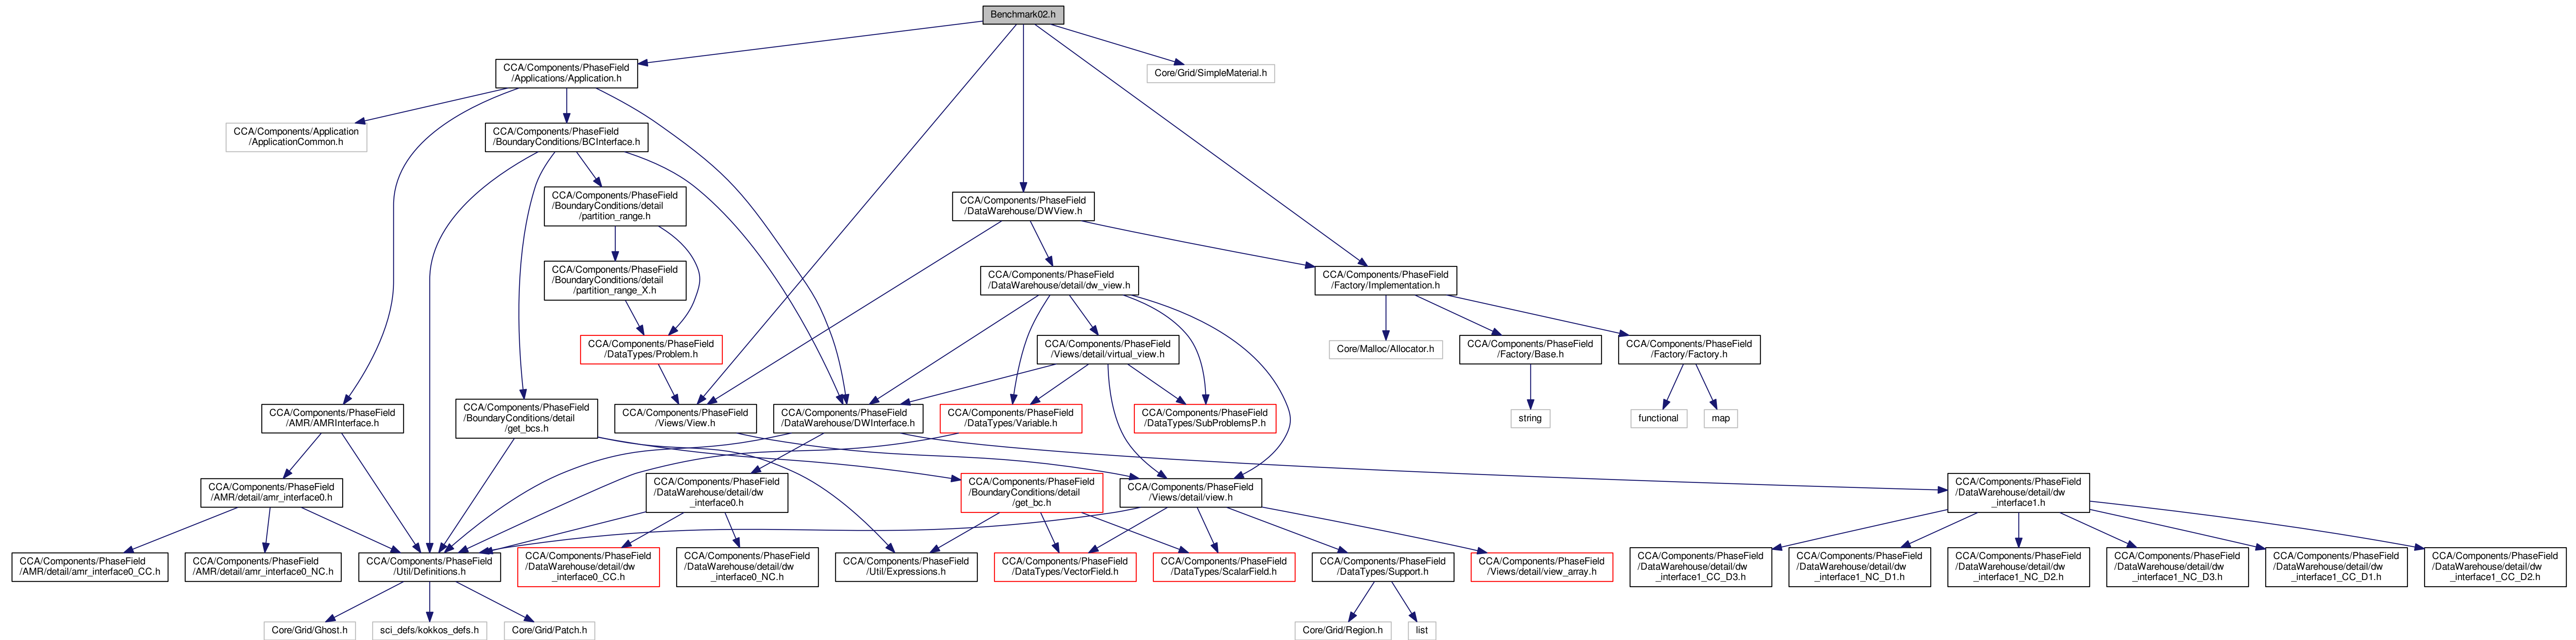 Benchmark02.h
CCA/Components/PhaseField
/Applications/Application.h
Core/Grid/SimpleMaterial.h
CCA/Components/Application
/ApplicationCommon.h
CCA/Components/PhaseField
/BoundaryConditions/BCInterface.h
CCA/Components/PhaseField
/BoundaryConditions/detail
/partition_range.h
CCA/Components/PhaseField
/DataWarehouse/DWView.h
CCA/Components/PhaseField
/BoundaryConditions/detail
/partition_range_X.h
CCA/Components/PhaseField
/DataWarehouse/detail/dw_view.h
CCA/Components/PhaseField
/Factory/Implementation.h
CCA/Components/PhaseField
/DataTypes/Problem.h
CCA/Components/PhaseField
/Views/detail/virtual_view.h
Core/Malloc/Allocator.h
CCA/Components/PhaseField
/Factory/Base.h
CCA/Components/PhaseField
/Factory/Factory.h
CCA/Components/PhaseField
/AMR/AMRInterface.h
CCA/Components/PhaseField
/BoundaryConditions/detail
/get_bcs.h
CCA/Components/PhaseField
/Views/View.h
CCA/Components/PhaseField
/DataWarehouse/DWInterface.h
CCA/Components/PhaseField
/DataTypes/Variable.h
CCA/Components/PhaseField
/DataTypes/SubProblemsP.h
string
functional
map
CCA/Components/PhaseField
/AMR/detail/amr_interface0.h
CCA/Components/PhaseField
/DataWarehouse/detail/dw
_interface0.h
CCA/Components/PhaseField
/BoundaryConditions/detail
/get_bc.h
CCA/Components/PhaseField
/Views/detail/view.h
CCA/Components/PhaseField
/DataWarehouse/detail/dw
_interface1.h
CCA/Components/PhaseField
/AMR/detail/amr_interface0_CC.h
CCA/Components/PhaseField
/AMR/detail/amr_interface0_NC.h
CCA/Components/PhaseField
/Util/Definitions.h
CCA/Components/PhaseField
/DataWarehouse/detail/dw
_interface0_CC.h
CCA/Components/PhaseField
/DataWarehouse/detail/dw
_interface0_NC.h
CCA/Components/PhaseField
/Util/Expressions.h
CCA/Components/PhaseField
/DataTypes/VectorField.h
CCA/Components/PhaseField
/DataTypes/ScalarField.h
CCA/Components/PhaseField
/DataTypes/Support.h
CCA/Components/PhaseField
/Views/detail/view_array.h
CCA/Components/PhaseField
/DataWarehouse/detail/dw
_interface1_CC_D3.h
CCA/Components/PhaseField
/DataWarehouse/detail/dw
_interface1_NC_D1.h
CCA/Components/PhaseField
/DataWarehouse/detail/dw
_interface1_NC_D2.h
CCA/Components/PhaseField
/DataWarehouse/detail/dw
_interface1_NC_D3.h
CCA/Components/PhaseField
/DataWarehouse/detail/dw
_interface1_CC_D1.h
CCA/Components/PhaseField
/DataWarehouse/detail/dw
_interface1_CC_D2.h
Core/Grid/Ghost.h
sci_defs/kokkos_defs.h
Core/Grid/Patch.h
Core/Grid/Region.h
list